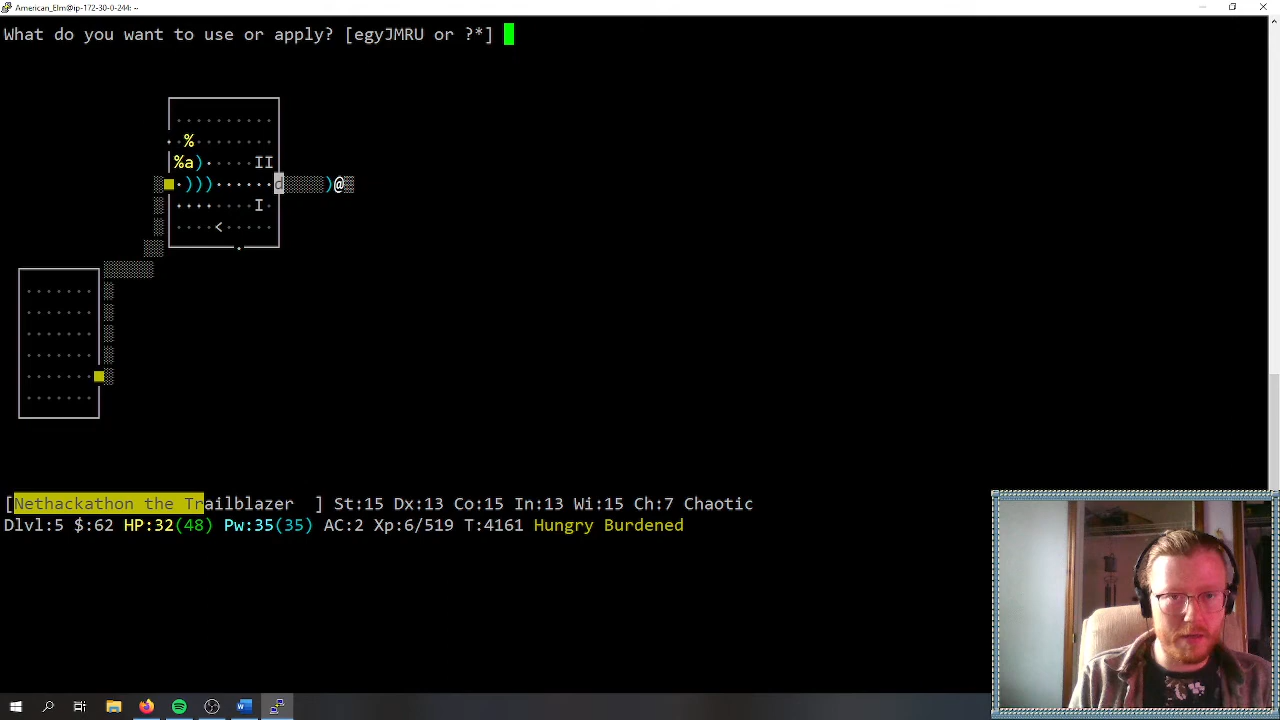 American_Elm@ip-172-30-0-244: ~
What do you want to use or apply? [egyJMRU or ?*]
. . . . . . . . .
. . % . . . . . . .
% a ) . . . . . I I
. ) ) ) . . . . . . d ) @
. . . . . . . . I .
. . . . < . . . . .
.
. . . . . . .
. . . . . . .
. . . . . . .
. . . . . . .
. . . . . . .
. . . . . . .
[Nethackathon the Trailblazer ] St:15 Dx:13 Co:15 In:13 Wi:15 Ch:7 Chaotic
Dlvl:5 $:62 HP:32(48) Pw:35(35) AC:2 Xp:6/519 T:4161 Hungry Burdened